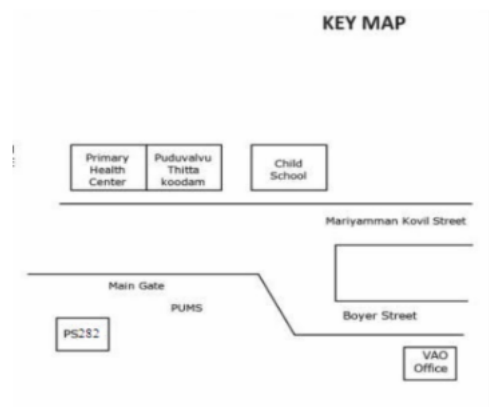 KEY MAP
Primary
Health
Center
Puduvalvu
Thitta
koodam
Child
School
Mariyamman Kovil Street
Main Gate
PUMS
Boyer Street
PS282
VAO
Office